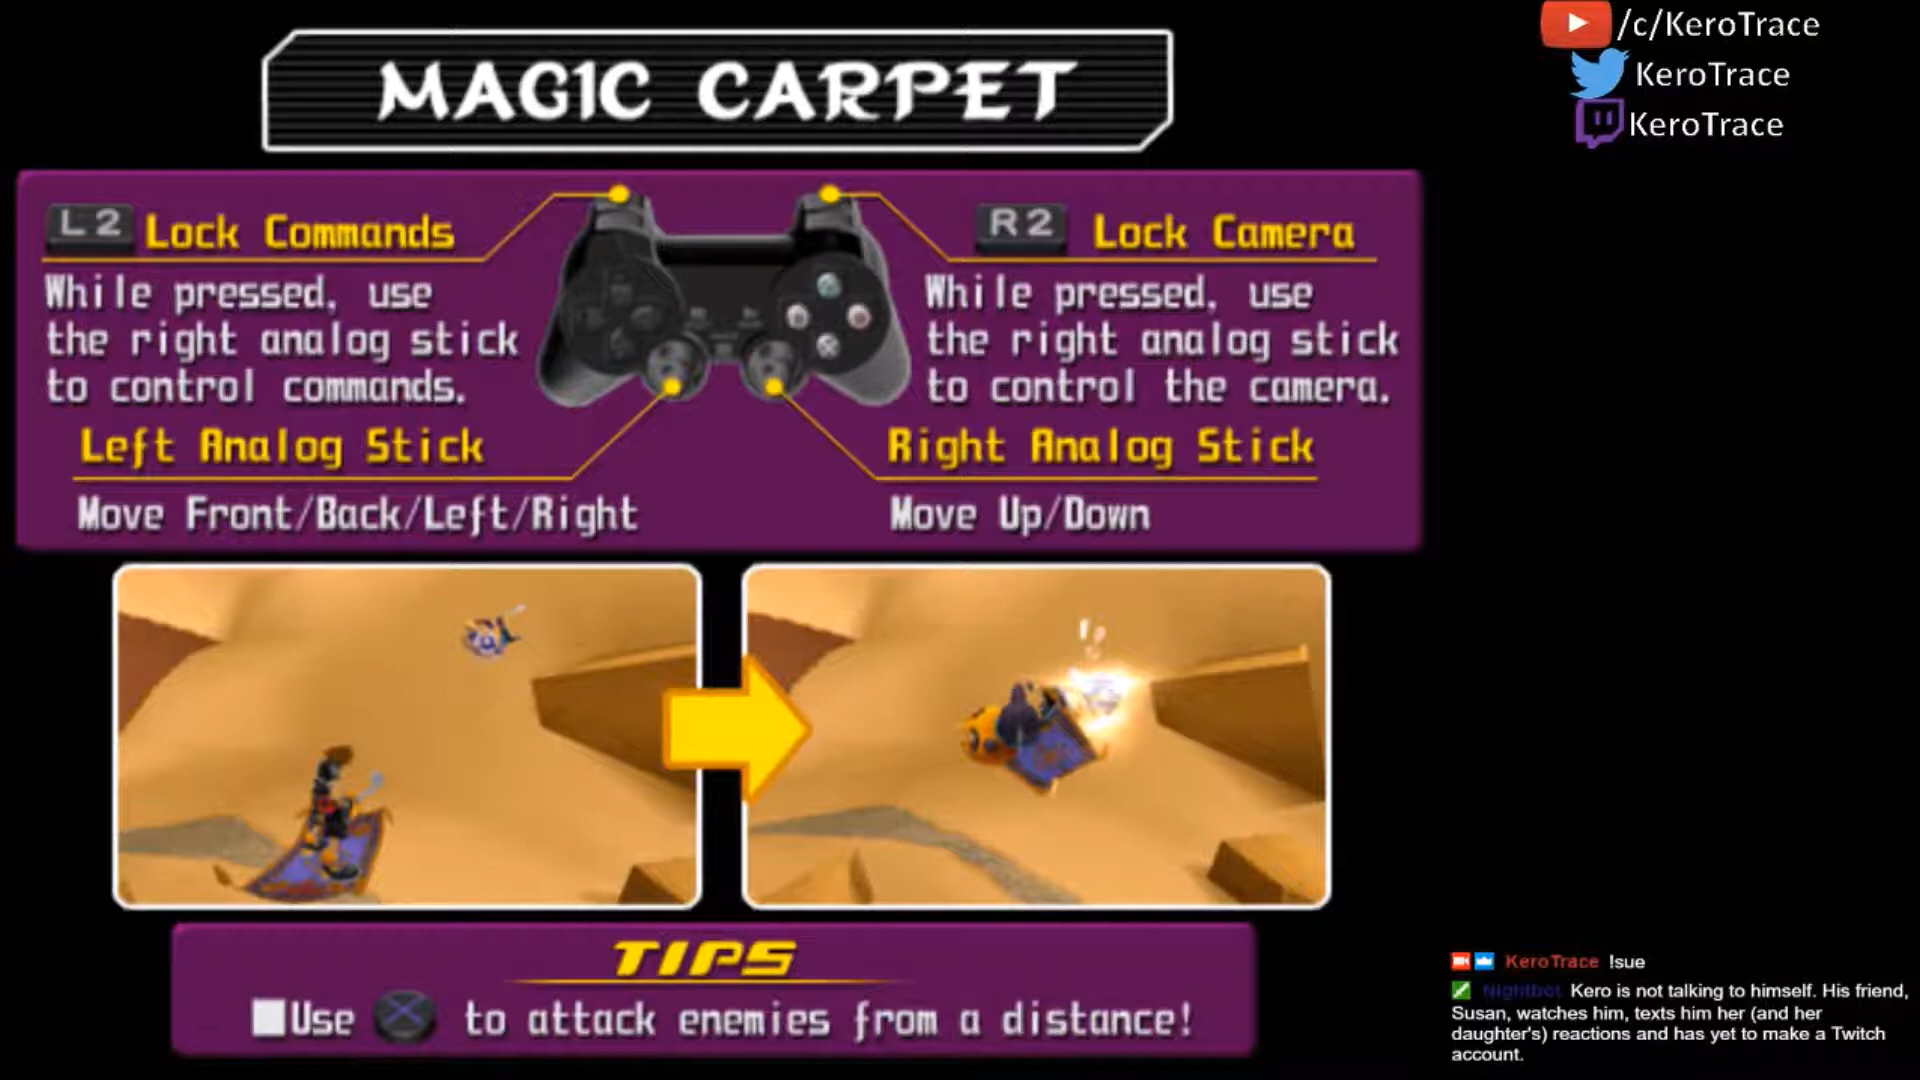 /c/KeroTrace
KeroTrace
KeroTrace
MAGIC CARPET
L2 Lock Commands
While pressed, use
the right analog stick
to control commands.
R2 Lock Camera
While pressed, use
the right analog stick
to control the camera.
Left Analog Stick
Move Front/Back/Left/Right
Right Analog Stick
Move Up/Down
TIPS
Use to attack enemies from a distance!
KeroTrace !sue
Nightbot Kero is not talking to himself. His friend,
Susan, watches him, texts him her (and her
daughter's) reactions and has yet to make a Twitch
account.